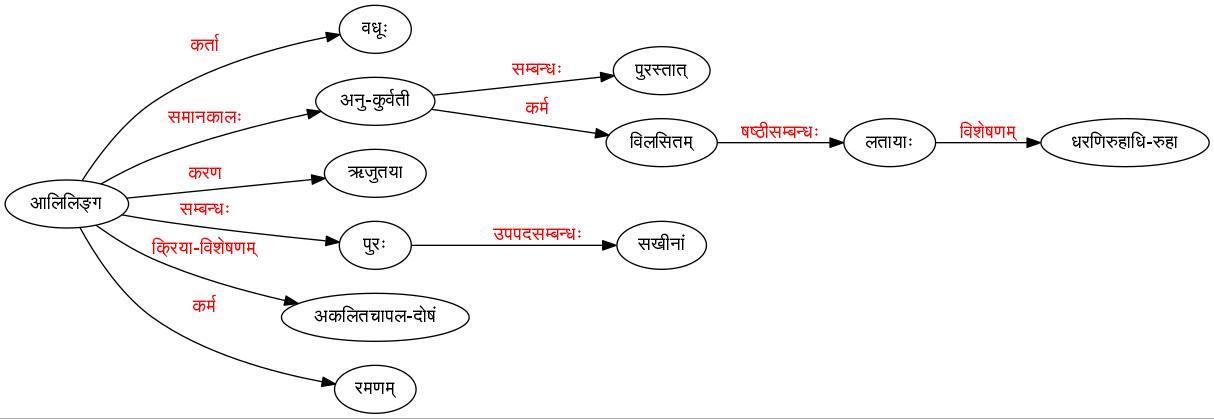 वधूः
कर्ता
पुरस्तात्
सम्बन्धः
अनु-कुर्वती
समानकालः
कर्म
विलसितम्
षष्ठीसम्बन्धः
लतायाः
विशेषणम्
धरणिरुहाधि-रुहा
करण
ऋजुतया
आलिलिङ्ग
सम्बन्धः
पुरः
उपपदसम्बन्धः
सखीनां
क्रिया-विशेषणम्
अकलितचापल-दोषं
कर्म
रमणम्